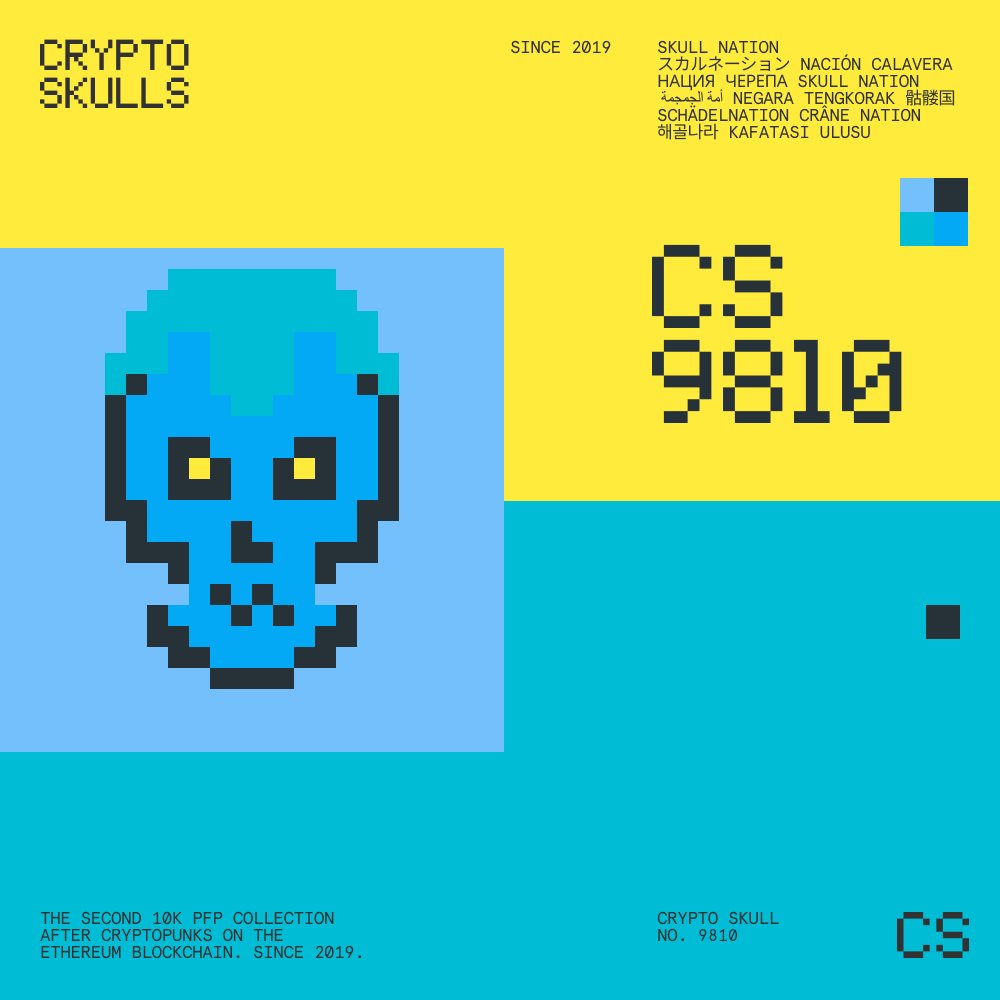 CRYPTO
SKULLS
SINCE 2019
SKULL NATION
スカルネーション NACIÓN CALAVERA
НАЦИЯ ЧЕРЕПА SKULL NATION
أمة الجمجمة NEGARA TENGKORAK 骷髅国
SCHÄDELNATION CRÂNE NATION
해골나라 KAFATASI ULUSU
CS
9810
THE SECOND 10K PFP COLLECTION
AFTER CRYPTOPUNKS ON THE
ETHEREUM BLOCKCHAIN. SINCE 2019.
CRYPTO SKULL
NO. 9810
CS